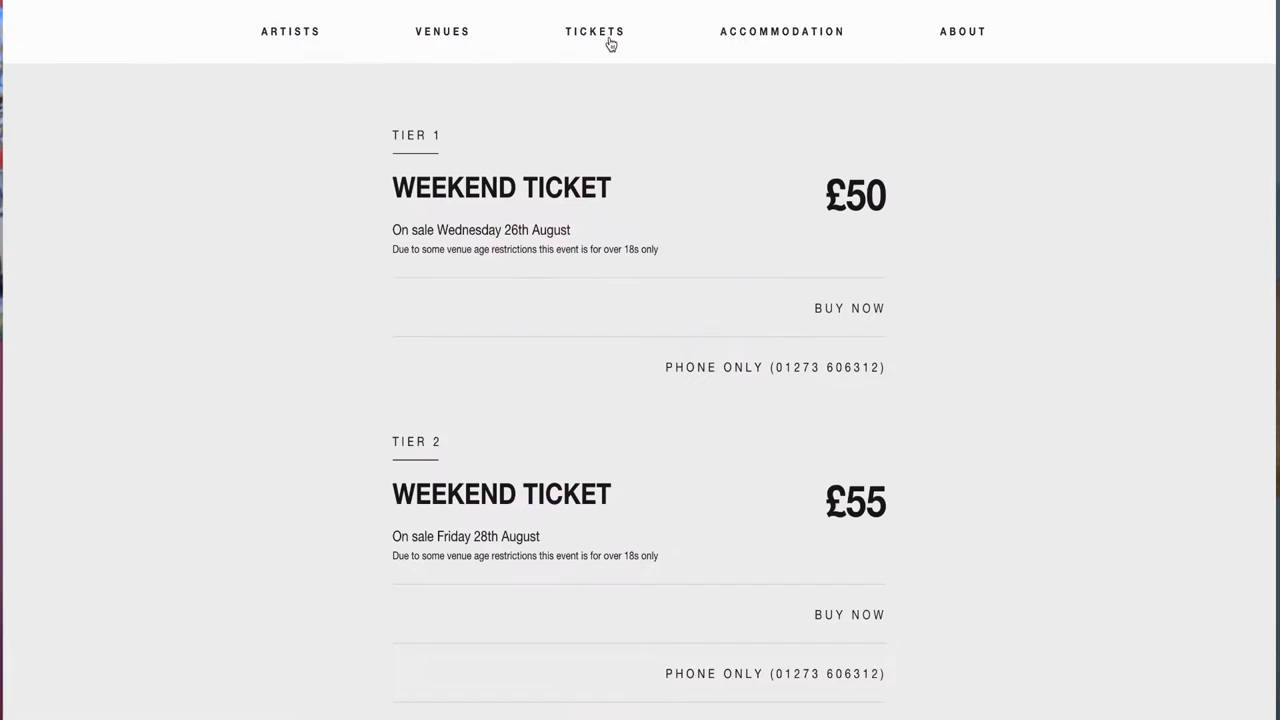 ARTISTS VENUES TICKETS ACCOMMODATION ABOUT
TIER 1
WEEKEND TICKET £50
On sale Wednesday 26th August
Due to some venue age restrictions this event is for over 18s only
BUY NOW
PHONE ONLY (01273 606312)
TIER 2
WEEKEND TICKET £55
On sale Friday 28th August
Due to some venue age restrictions this event is for over 18s only
BUY NOW
PHONE ONLY (01273 606312)